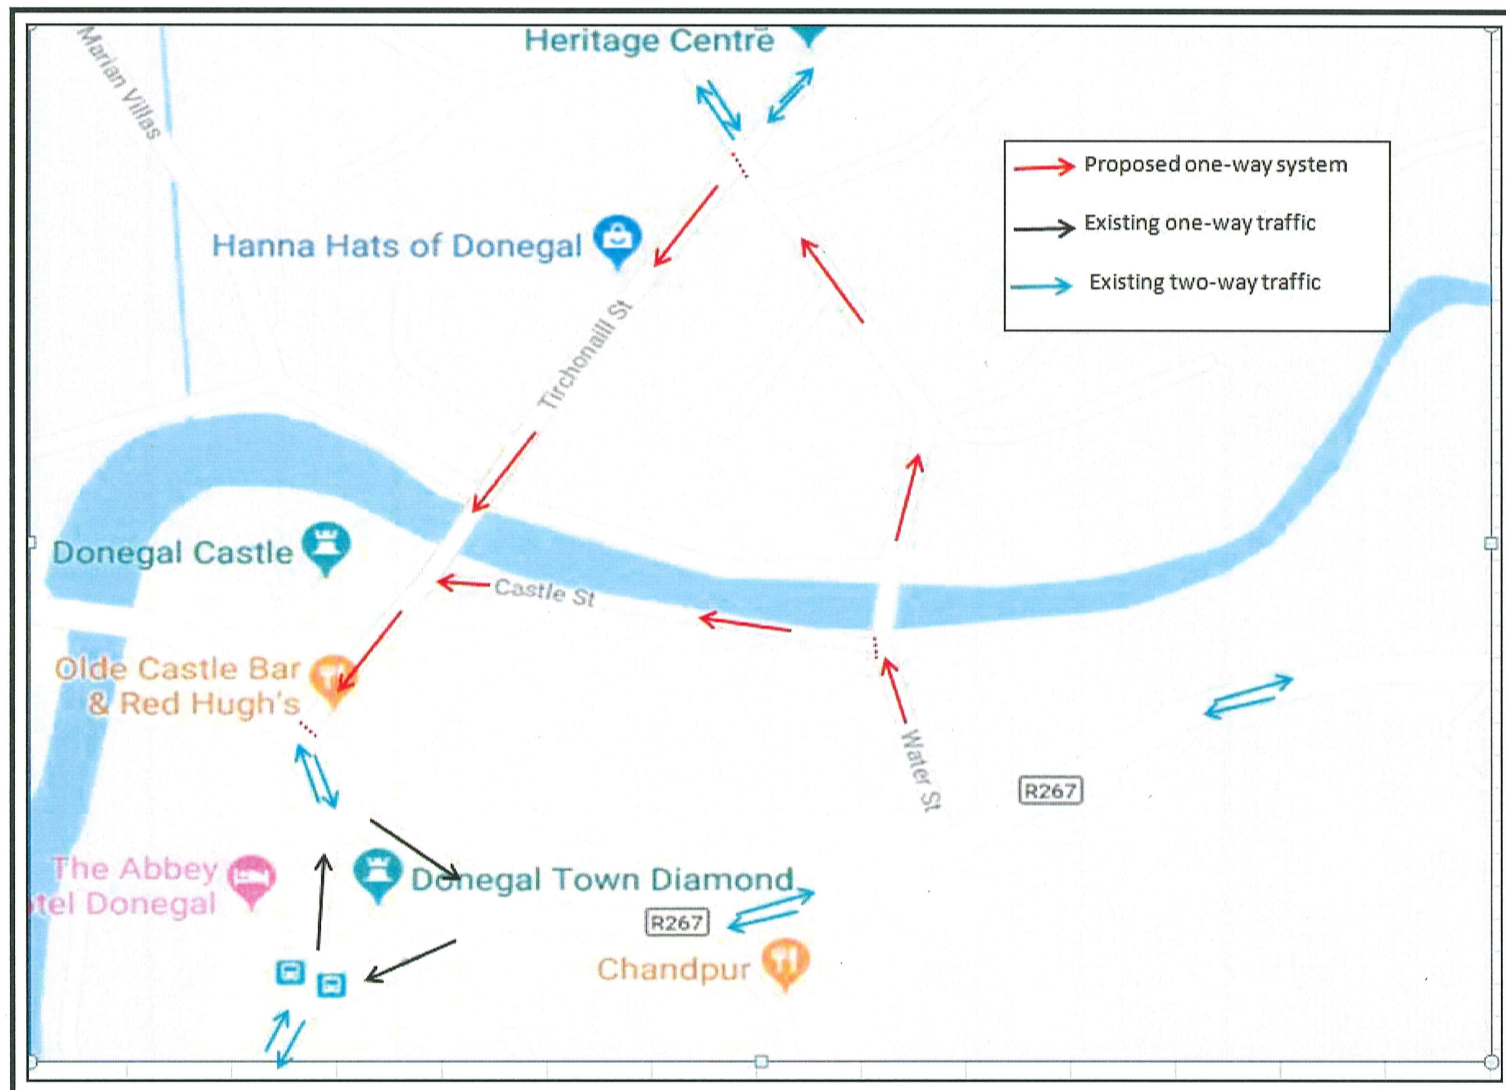 Heritage Centre
Marian Villas
Proposed one-way system
Existing one-way traffic
Existing two-way traffic
Hanna Hats of Donegal
Tirchonaill St
Donegal Castle
Castle St
Olde Castle Bar
& Red Hugh's
Water St
R267
The Abbey
tel Donegal
Donegal Town Diamond
R267
Chandpur